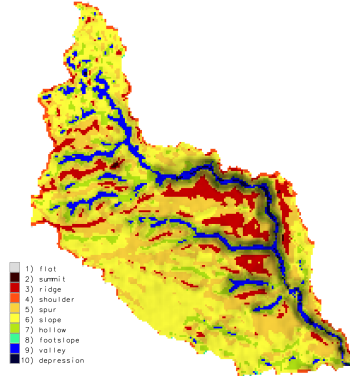 1) flat
2) summit
3) ridge
4) shoulder
5) spur
6) slope
7) hollow
8) footslope
9) valley
10) depression